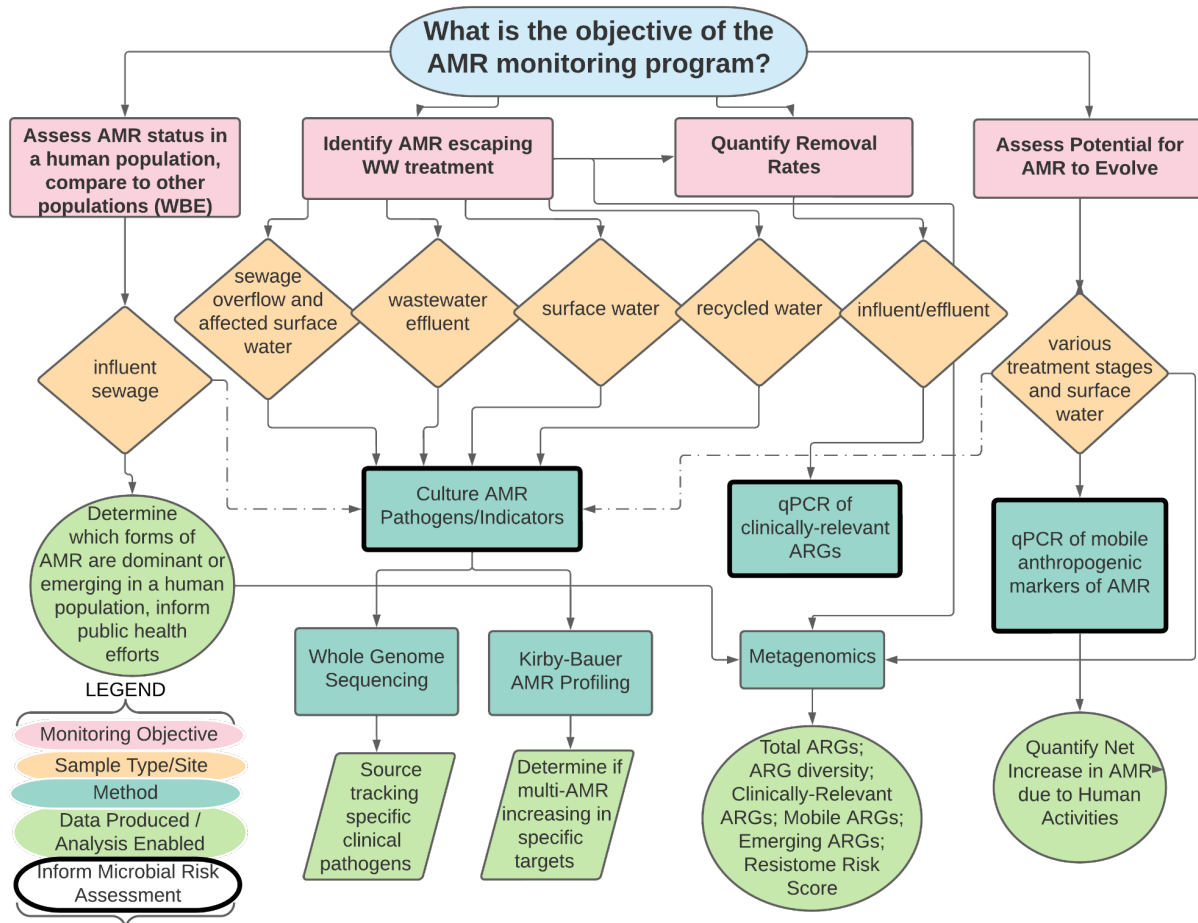 What is the objective of the
AMR monitoring program?
Assess AMR status in
a human population,
compare to other
populations (WBE)
Identify AMR escaping
WW treatment
Quantify Removal
Rates
Assess Potential for
AMR to Evolve
influent
sewage
sewage
overflow and
affected surface
water
wastewater
effluent
surface water
recycled water
influent/effluent
various
treatment stages
and surface
water
Culture AMR
Pathogens/Indicators
qPCR of
clinically-relevant
ARGs
qPCR of mobile
anthropogenic
markers of AMR
Determine
which forms of
AMR are dominant or
emerging in a human
population, inform
public health
efforts
Whole Genome
Sequencing
Kirby-Bauer
AMR Profiling
Metagenomics
Source
tracking
specific
clinical
pathogens
Determine if
multi-AMR
increasing in
specific
targets
Total ARGs;
ARG diversity;
Clinically-Relevant
ARGs; Mobile ARGs;
Emerging ARGs;
Resistome Risk
Score
Quantify Net
Increase in AMR
due to Human
Activities
LEGEND
Monitoring Objective
Sample Type/Site
Method
Data Produced /
Analysis Enabled
Inform Microbial Risk
Assessment